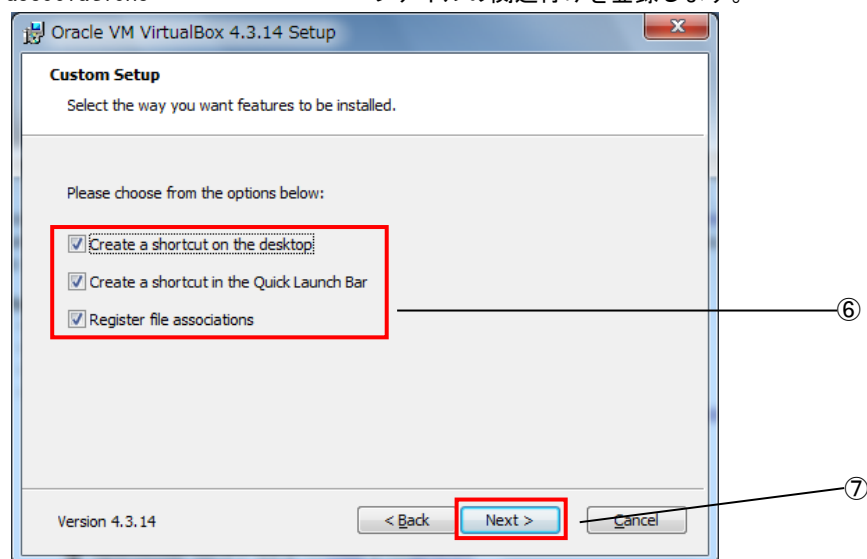 Oracle VM VirtualBox 4.3.14 Setup
Custom Setup
Select the way you want features to be installed.
Please choose from the options below:
Create a shortcut on the desktop
Create a shortcut in the Quick Launch Bar
Register file associations
⑥
⑦
Version 4.3.14
< Back
Next >
Cancel